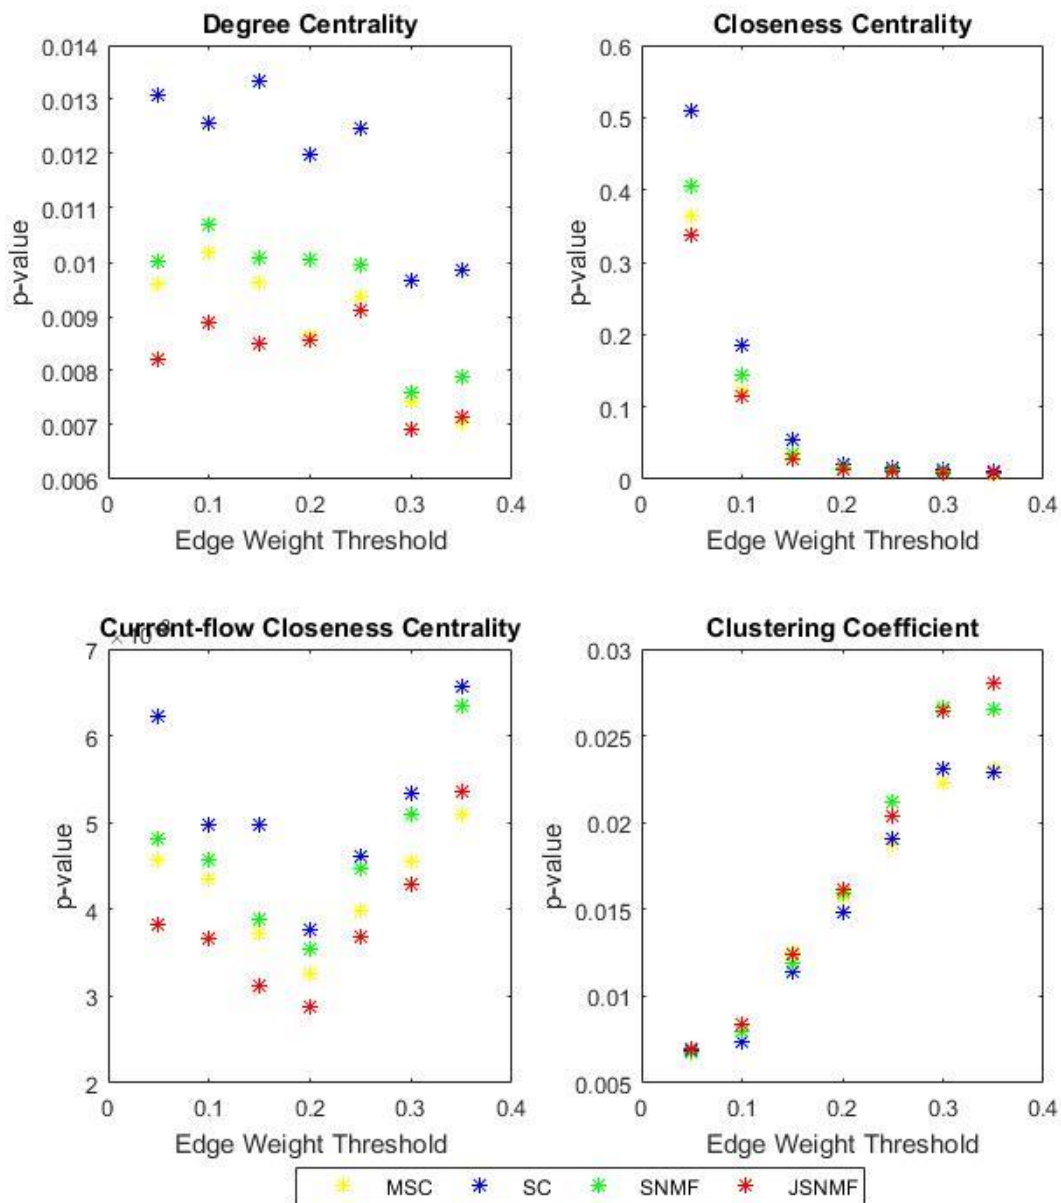 Degree Centrality
0.014
0.013
0.012
0.011
0.01
0.009
0.008
0.007
0.006
p-value
0 0.1 0.2 0.3 0.4
Edge Weight Threshold
Closeness Centrality
0.6
0.5
0.4
0.3
0.2
0.1
0
p-value
0 0.1 0.2 0.3 0.4
Edge Weight Threshold
Current-flow Closeness Centrality
7
6
5
4
3
2
p-value
0 0.1 0.2 0.3 0.4
Edge Weight Threshold
Clustering Coefficient
0.03
0.025
0.02
0.015
0.01
0.005
p-value
0 0.1 0.2 0.3 0.4
Edge Weight Threshold
MSC SC SNMF JSNMF